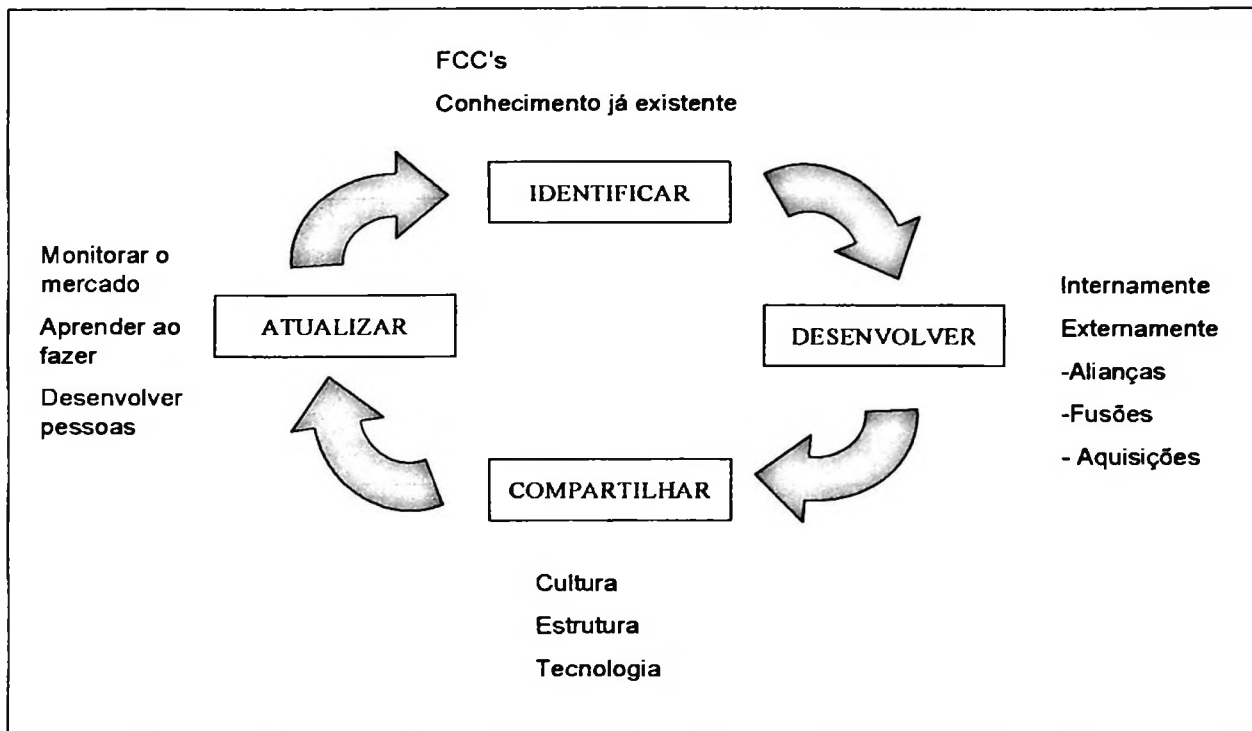 FCC's
Conhecimento já existente
IDENTIFICAR
Monitorar o
mercado
Aprender ao
fazer
Desenvolver
pessoas
ATUALIZAR
DESENVOLVER
Internamente
Externamente
-Alianças
-Fusões
- Aquisições
COMPARTILHAR
Cultura
Estrutura
Tecnologia